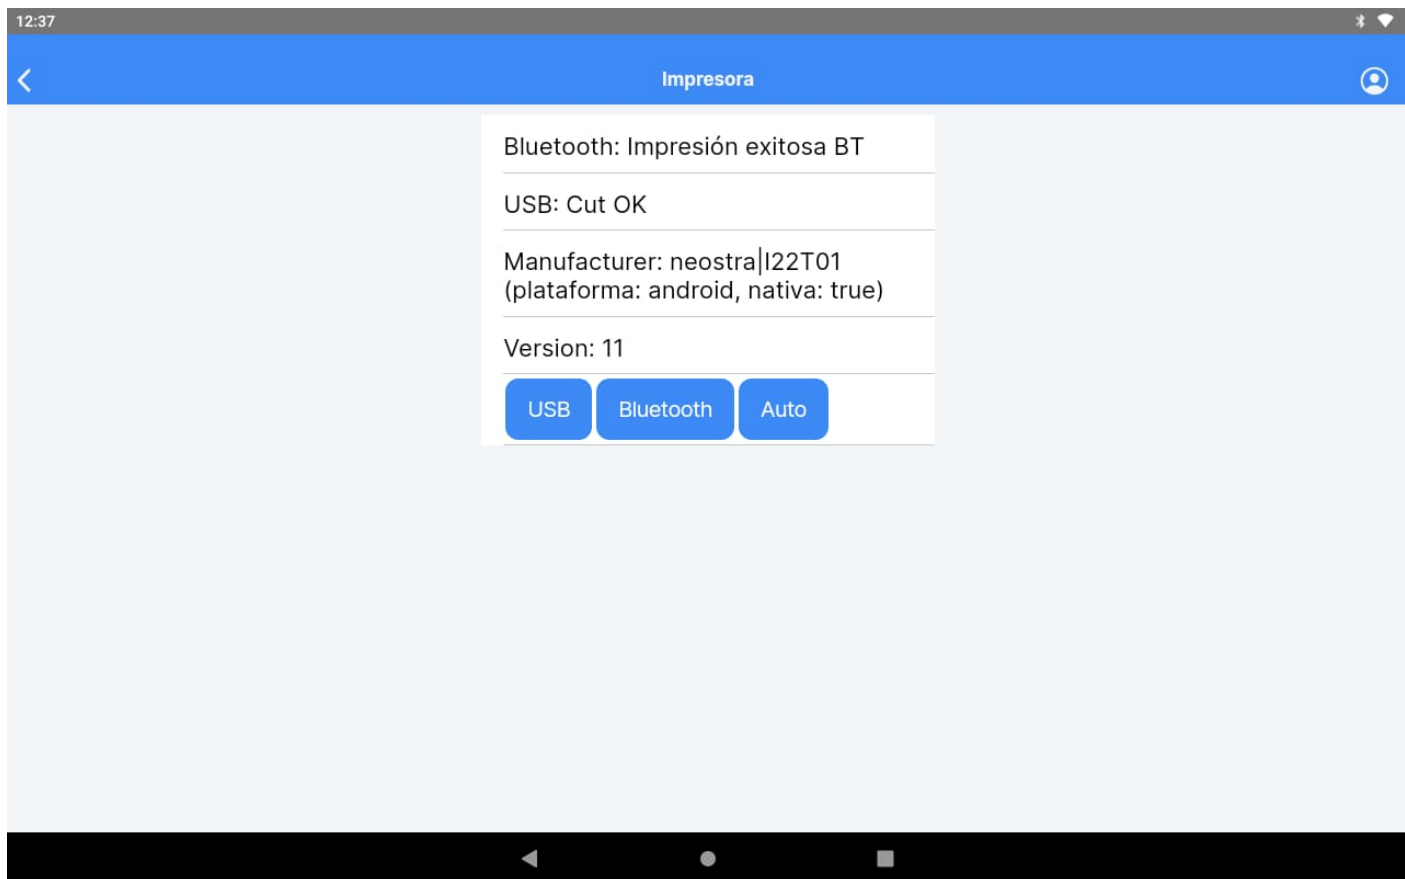 12:37
Impresora
Bluetooth: Impresión exitosa BT
USB: Cut OK
Manufacturer: neostra|I22T01
(plataforma: android, nativa: true)
Version: 11
USB Bluetooth Auto